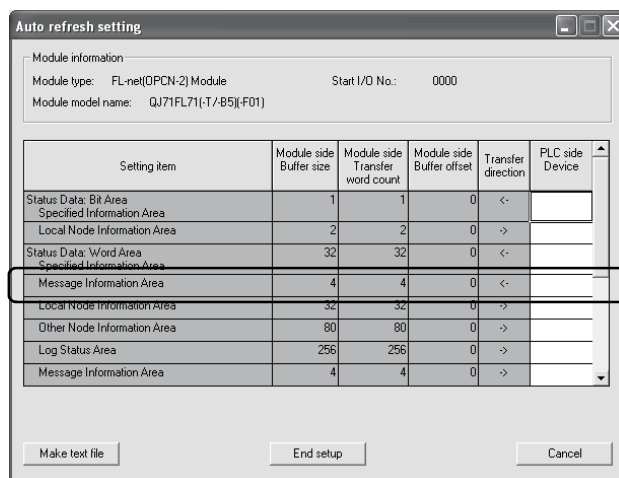 Auto refresh setting
Module information
Module type: FL-net(OPCN-2) Module Start I/O No.: 0000
Module model name: QJ71FL71(-T/-B5)(-F01)
Setting item Module side Buffer size Module side Transfer word count Module side Buffer offset Transfer direction PLC side Device
Status Data: Bit Area
Specified Information Area 1 1 0 <-
Local Node Information Area 2 2 0 ->
Status Data: Word Area
Specified Information Area 32 32 0 <-
Message Information Area 4 4 0 <-
Local Node Information Area 32 32 0 ->
Other Node Information Area 80 80 0 ->
Log Status Area 256 256 0 ->
Message Information Area 4 4 0 ->
Make text file End setup Cancel